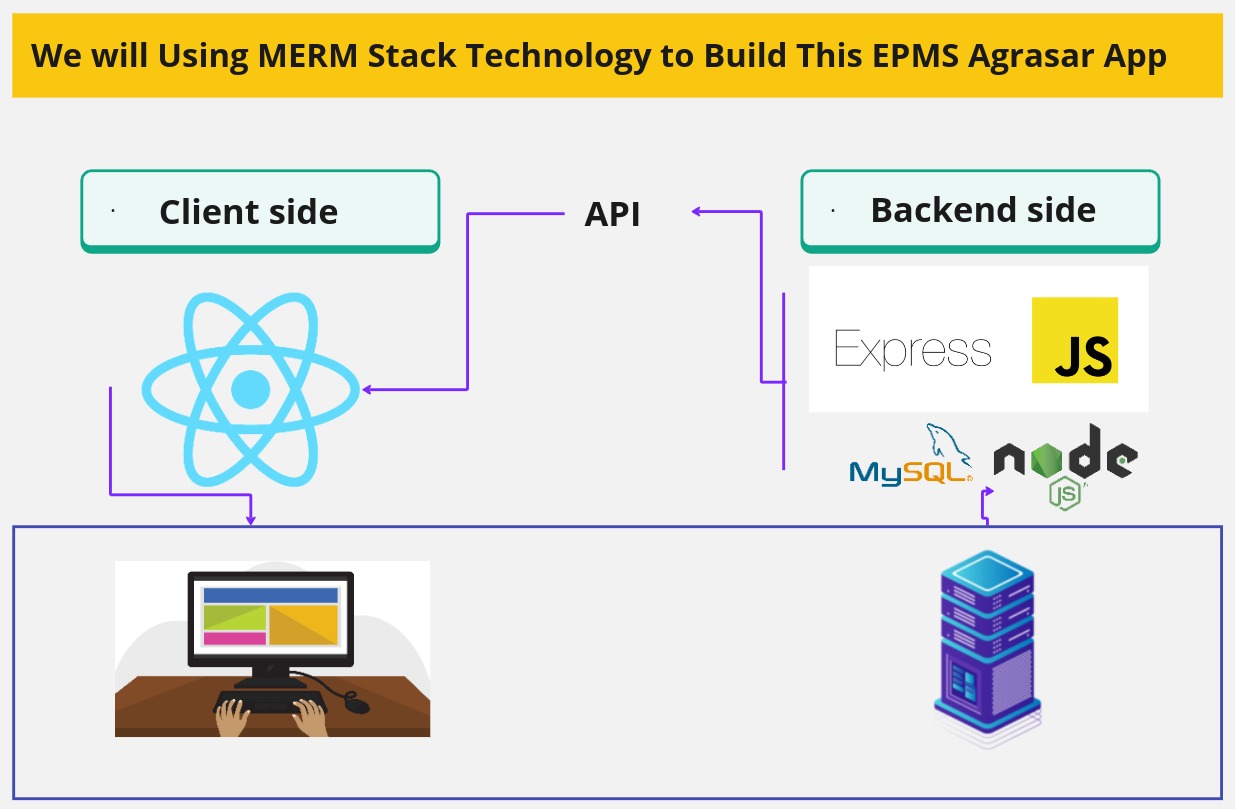 We will Using MERM Stack Technology to Build This EPMS Agrasar App
· Client side
API
· Backend side
Express
JS
MySQL
node
JS